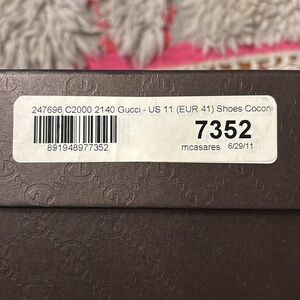 247696 C2000 2140 Gucci - US 11 (EUR 41) Shoes Cocon
7352
891948977352
mcasares 6/29/11